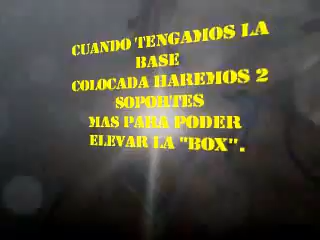 CUANDO TENGAMOS LA
BASE
COLOCADA HAREMOS 2
SOPORTES
MAS PARA PODER
ELEVAR LA "BOX".